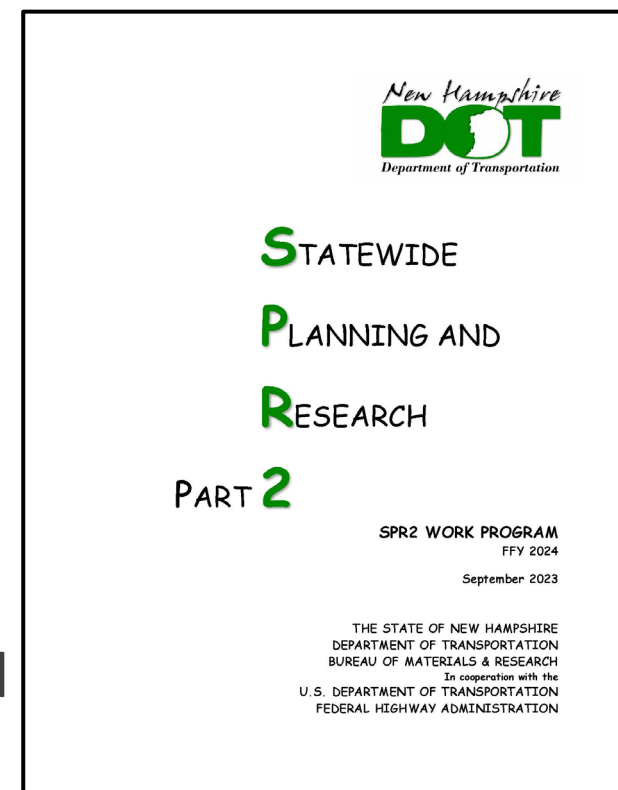 New Hampshire
DOT
Department of Transportation
STATEWIDE
PLANNING AND
RESEARCH
PART 2
SPR2 WORK PROGRAM
FFY 2024
September 2023
THE STATE OF NEW HAMPSHIRE
DEPARTMENT OF TRANSPORTATION
BUREAU OF MATERIALS & RESEARCH
In cooperation with the
U.S. DEPARTMENT OF TRANSPORTATION
FEDERAL HIGHWAY ADMINISTRATION